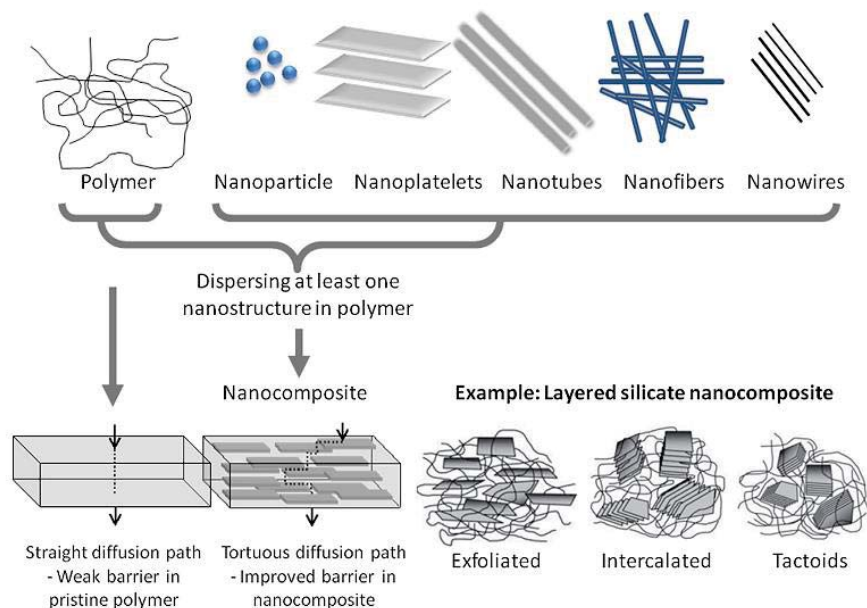 Polymer
Nanoparticle
Nanoplatelets
Nanotubes
Nanofibers
Nanowires
Dispersing at least one
nanostructure in polymer
Nanocomposite
Example: Layered silicate nanocomposite
Straight diffusion path
- Weak barrier in
pristine polymer
Tortuous diffusion path
- Improved barrier in
nanocomposite
Exfoliated
Intercalated
Tactoids